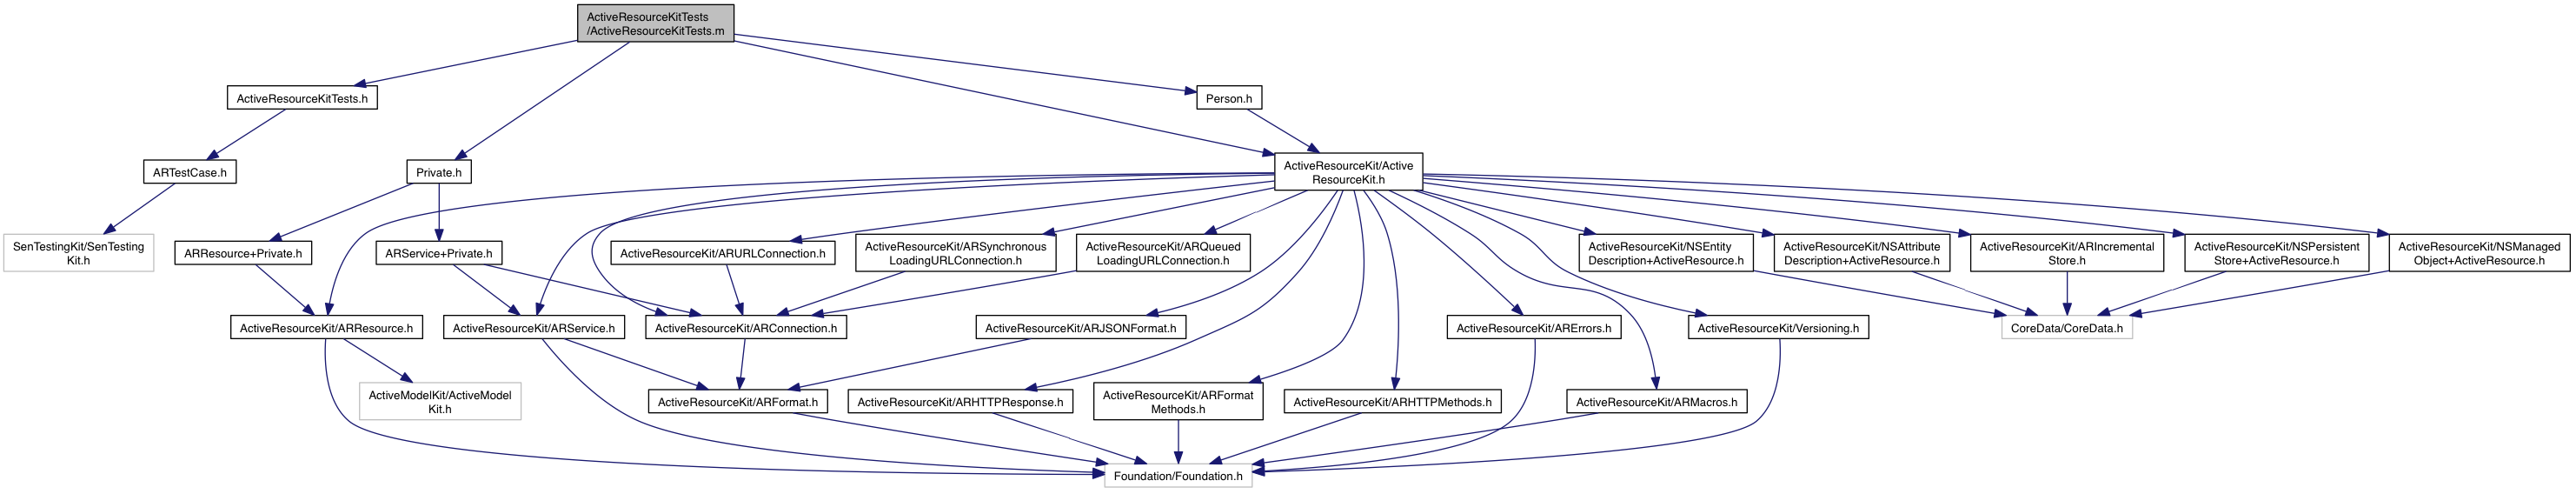 ActiveResourceKitTests
/ActiveResourceKitTests.m
ActiveResourceKitTests.h
Person.h
ARTestCase.h
Private.h
ActiveResourceKit/Active
ResourceKit.h
SenTestingKit/SenTesting
Kit.h
ARResource+Private.h
ARService+Private.h
ActiveResourceKit/ARURLConnection.h
ActiveResourceKit/ARSynchronous
LoadingURLConnection.h
ActiveResourceKit/ARQueued
LoadingURLConnection.h
ActiveResourceKit/NSEntity
Description+ActiveResource.h
ActiveResourceKit/NSAttribute
Description+ActiveResource.h
ActiveResourceKit/ARIncremental
Store.h
ActiveResourceKit/NSPersistent
Store+ActiveResource.h
ActiveResourceKit/NSManaged
Object+ActiveResource.h
ActiveResourceKit/ARResource.h
ActiveResourceKit/ARService.h
ActiveResourceKit/ARConnection.h
ActiveResourceKit/ARJSONFormat.h
ActiveResourceKit/ARErrors.h
ActiveResourceKit/Versioning.h
CoreData/CoreData.h
ActiveModelKit/ActiveModel
Kit.h
ActiveResourceKit/ARFormat.h
ActiveResourceKit/ARHTTPResponse.h
ActiveResourceKit/ARFormat
Methods.h
ActiveResourceKit/ARHTTPMethods.h
ActiveResourceKit/ARMacros.h
Foundation/Foundation.h